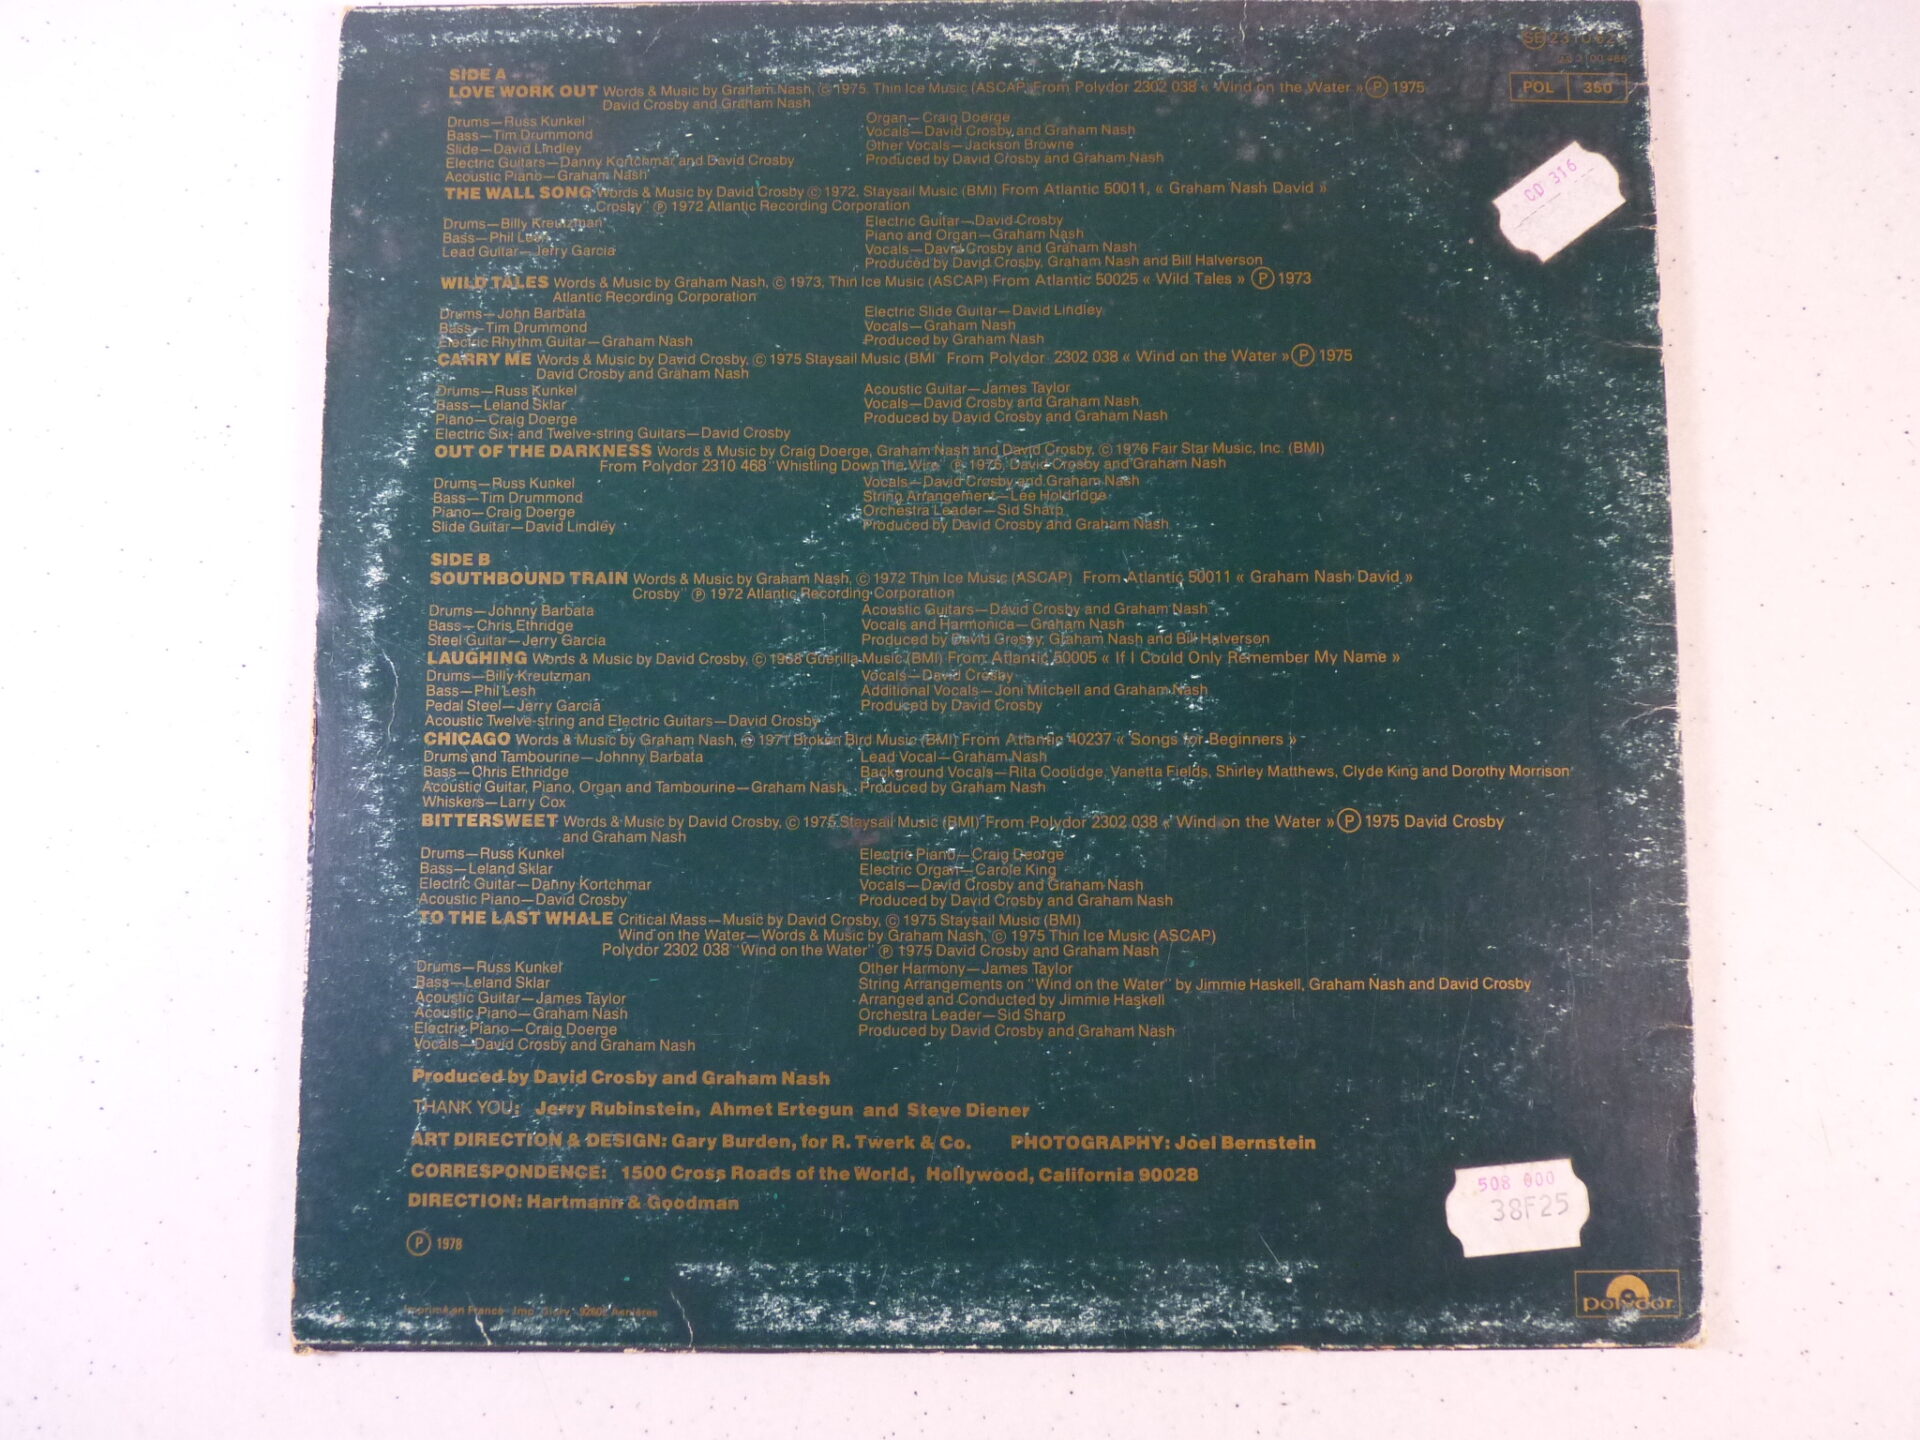 SIDE A
LOVE WORK OUT Words & Music by Graham Nash, © 1975, Thin Ice Music (ASCAP) From Polydor 2302 038 « Wind on the Water » Ⓟ 1975
David Crosby and Graham Nash
Drums—Russ Kunkel
Bass—Tim Drummond
Slide—David Lindley
Electric Guitars—Danny Kortchmar and David Crosby
Acoustic Piano—Graham Nash
Organ—Craig Doerge
Vocals—David Crosby and Graham Nash
Other Vocals—Jackson Browne
Produced by David Crosby and Graham Nash
THE WALL SONG Words & Music by David Crosby © 1972, Staysail Music (BMI) From Atlantic 50011, « Graham Nash David »
Crosby" Ⓟ 1972 Atlantic Recording Corporation
Drums—Billy Kreutzman
Bass—Phil Lesh
Lead Guitar—Jerry Garcia
Electric Guitar—David Crosby
Piano and Organ—Graham Nash
Vocals—David Crosby and Graham Nash
Produced by David Crosby, Graham Nash and Bill Halverson
WILD TALES Words & Music by Graham Nash, © 1973, Thin Ice Music (ASCAP) From Atlantic 50025 « Wild Tales » Ⓟ 1973
Atlantic Recording Corporation
Drums—John Barbata
Bass—Tim Drummond
Electric Rhythm Guitar—Graham Nash
Electric Slide Guitar—David Lindley
Vocals—Graham Nash
Produced by Graham Nash
CARRY ME Words & Music by David Crosby, © 1975 Staysail Music (BMI From Polydor 2302 038 « Wind on the Water » Ⓟ 1975
David Crosby and Graham Nash
Drums—Russ Kunkel
Bass—Leland Sklar
Piano—Craig Doerge
Electric Six- and Twelve-string Guitars—David Crosby
Acoustic Guitar—James Taylor
Vocals—David Crosby and Graham Nash
Produced by David Crosby and Graham Nash
OUT OF THE DARKNESS Words & Music by Craig Doerge, Graham Nash and David Crosby, © 1976 Fair Star Music, Inc. (BMI)
From Polydor 2310 468 "Whistling Down the Wire" Ⓟ 1975, David Crosby and Graham Nash
Drums—Russ Kunkel
Bass—Tim Drummond
Piano—Craig Doerge
Slide Guitar—David Lindley
Vocals—David Crosby and Graham Nash
String Arrangement—Lee Holdridge
Orchestra Leader—Sid Sharp
Produced by David Crosby and Graham Nash
SIDE B
SOUTHBOUND TRAIN Words & Music by Graham Nash, © 1972 Thin Ice Music (ASCAP) From Atlantic 50011 « Graham Nash David »
Crosby" Ⓟ 1972 Atlantic Recording Corporation
Drums—Johnny Barbata
Bass—Chris Ethridge
Steel Guitar—Jerry Garcia
Acoustic Guitars—David Crosby and Graham Nash
Vocals and Harmonica—Graham Nash
Produced by David Crosby, Graham Nash and Bill Halverson
LAUGHING Words & Music by David Crosby, © 1968 Guerilla Music (BMI) From Atlantic 50005 « If I Could Only Remember My Name »
Drums—Billy Kreutzman
Bass—Phil Lesh
Pedal Steel—Jerry Garcia
Acoustic Twelve-string and Electric Guitars—David Crosby
Vocals—David Crosby
Additional Vocals—Joni Mitchell and Graham Nash
Produced by David Crosby
CHICAGO Words & Music by Graham Nash, © 1971 Broken Bird Music (BMI) From Atlantic 40237 « Songs for Beginners »
Drums and Tambourine—Johnny Barbata
Bass—Chris Ethridge
Acoustic Guitar, Piano, Organ and Tambourine—Graham Nash
Whiskers—Larry Cox
Lead Vocal—Graham Nash
Background Vocals—Rita Coolidge, Vanetta Fields, Shirley Matthews, Clyde King and Dorothy Morrison
Produced by Graham Nash
BITTERSWEET Words & Music by David Crosby, © 1975 Staysail Music (BMI) From Polydor 2302 038 « Wind on the Water » Ⓟ 1975 David Crosby
and Graham Nash
Drums—Russ Kunkel
Bass—Leland Sklar
Electric Guitar—Danny Kortchmar
Acoustic Piano—David Crosby
Electric Piano—Craig Deorge
Electric Organ—Carole King
Vocals—David Crosby and Graham Nash
Produced by David Crosby and Graham Nash
TO THE LAST WHALE Critical Mass—Music by David Crosby, © 1975 Staysail Music (BMI)
Wind on the Water—Words & Music by Graham Nash, © 1975 Thin Ice Music (ASCAP)
Polydor 2302 038 "Wind on the Water" Ⓟ 1975 David Crosby and Graham Nash
Drums—Russ Kunkel
Bass—Leland Sklar
Acoustic Guitar—James Taylor
Acoustic Piano—Graham Nash
Electric Piano—Craig Doerge
Vocals—David Crosby and Graham Nash
Other Harmony—James Taylor
String Arrangements on "Wind on the Water" by Jimmie Haskell, Graham Nash and David Crosby
Arranged and Conducted by Jimmie Haskell
Orchestra Leader—Sid Sharp
Produced by David Crosby and Graham Nash
Produced by David Crosby and Graham Nash
THANK YOU: Jerry Rubinstein, Ahmet Ertegun and Steve Diener
ART DIRECTION & DESIGN: Gary Burden, for R. Twerk & Co. PHOTOGRAPHY: Joel Bernstein
CORRESPONDENCE: 1500 Cross Roads of the World, Hollywood, California 90028
DIRECTION: Hartmann & Goodman
Ⓟ 1978
Imprimé en France - Imp. Asnières
POL 350
CD 316
508 000
38F25
polydor